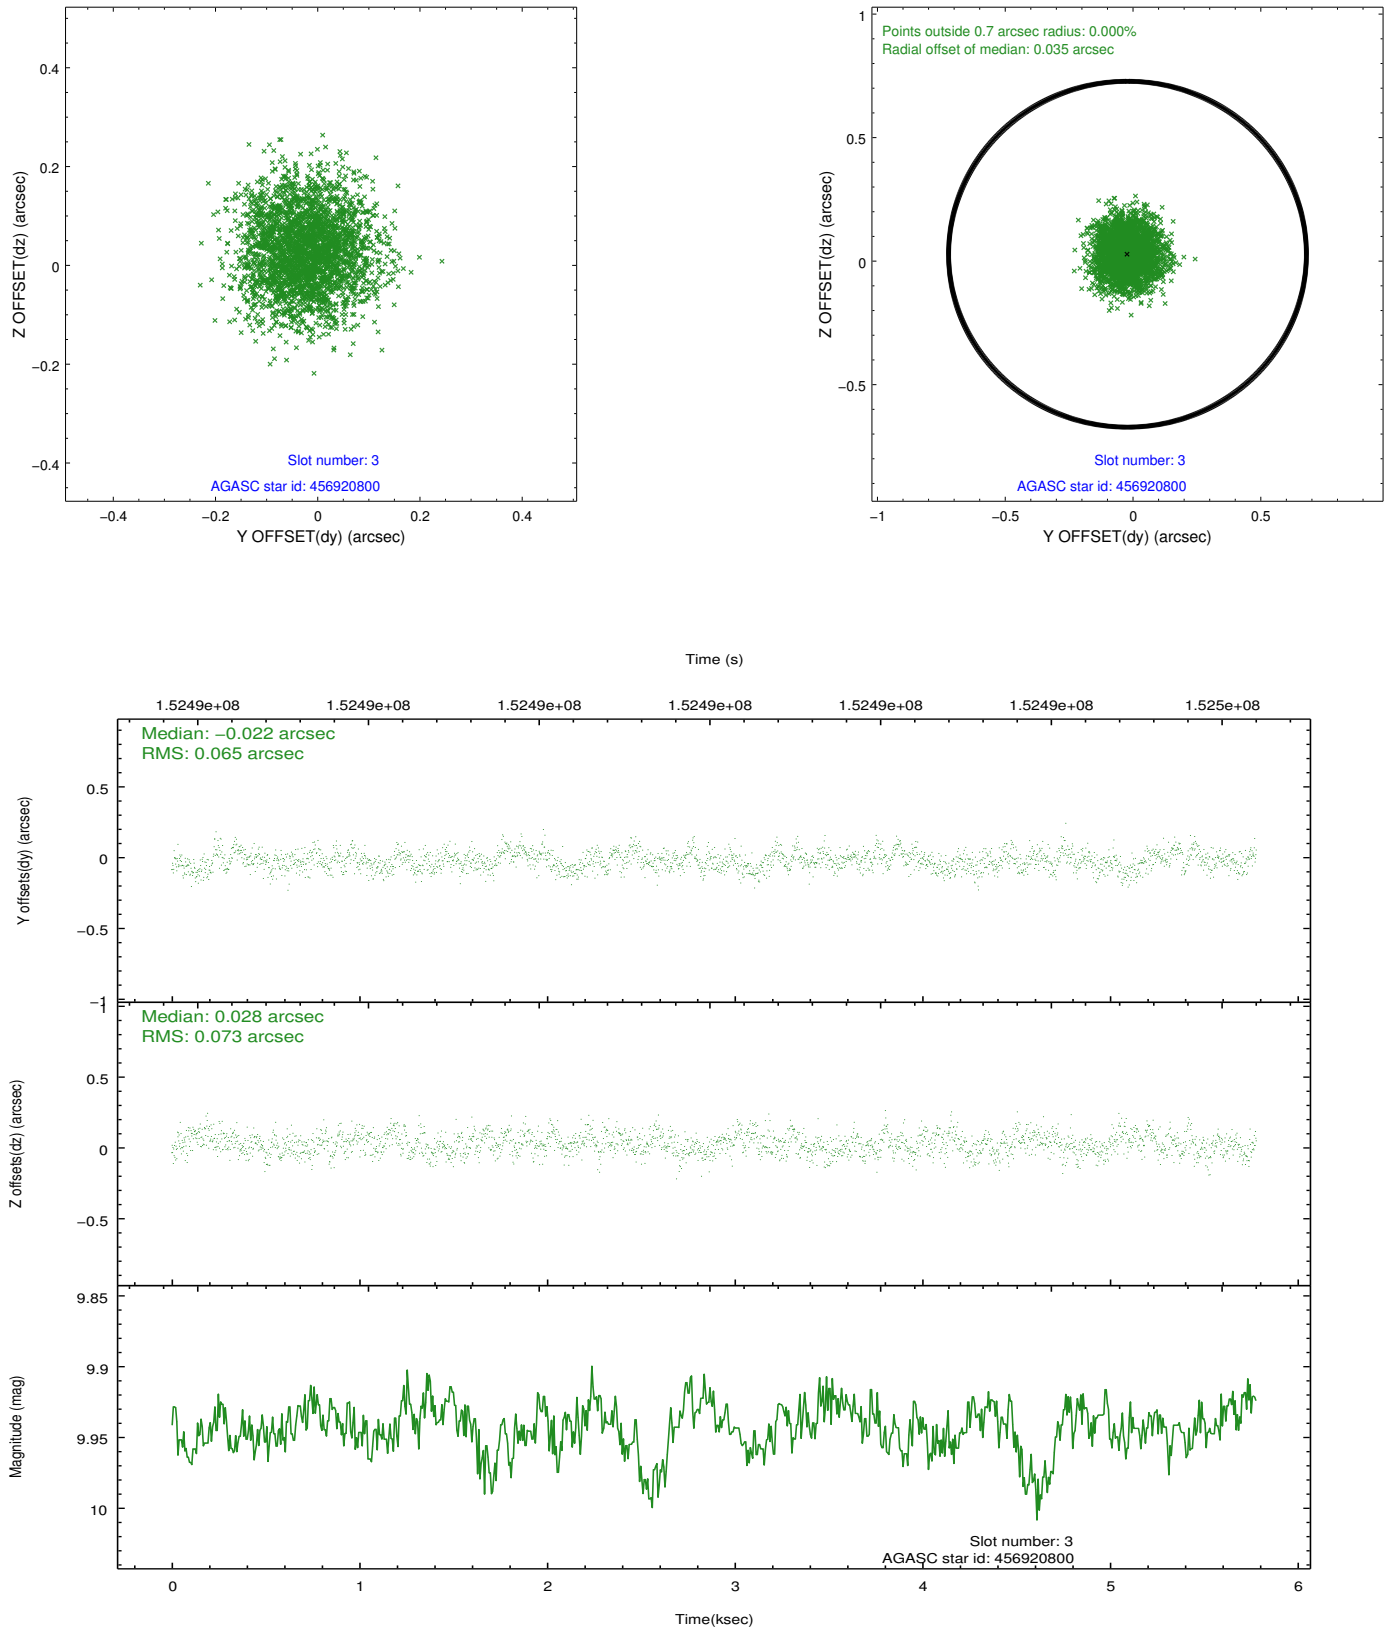 0.4
0.2
0
−0.2
−0.4
Z OFFSET(dz) (arcsec)
Slot number: 3
AGASC star id: 456920800
−0.4 −0.2 0 0.2 0.4
Y OFFSET(dy) (arcsec)
Points outside 0.7 arcsec radius: 0.000%
Radial offset of median: 0.035 arcsec
1
0.5
0
−0.5
Z OFFSET(dz) (arcsec)
Slot number: 3
AGASC star id: 456920800
−1 −0.5 0 0.5
Y OFFSET(dy) (arcsec)
Time (s)
1.5249e+08 1.5249e+08 1.5249e+08 1.5249e+08 1.5249e+08 1.5249e+08 1.525e+08
Median: −0.022 arcsec
RMS: 0.065 arcsec
0.5
0
−0.5
−1
Y offsets(dy) (arcsec)
Median: 0.028 arcsec
RMS: 0.073 arcsec
1
0.5
0
−0.5
Z offsets(dz) (arcsec)
9.85
9.9
9.95
10
Magnitude (mag)
Slot number: 3
AGASC star id: 456920800
0 1 2 3 4 5 6
Time(ksec)